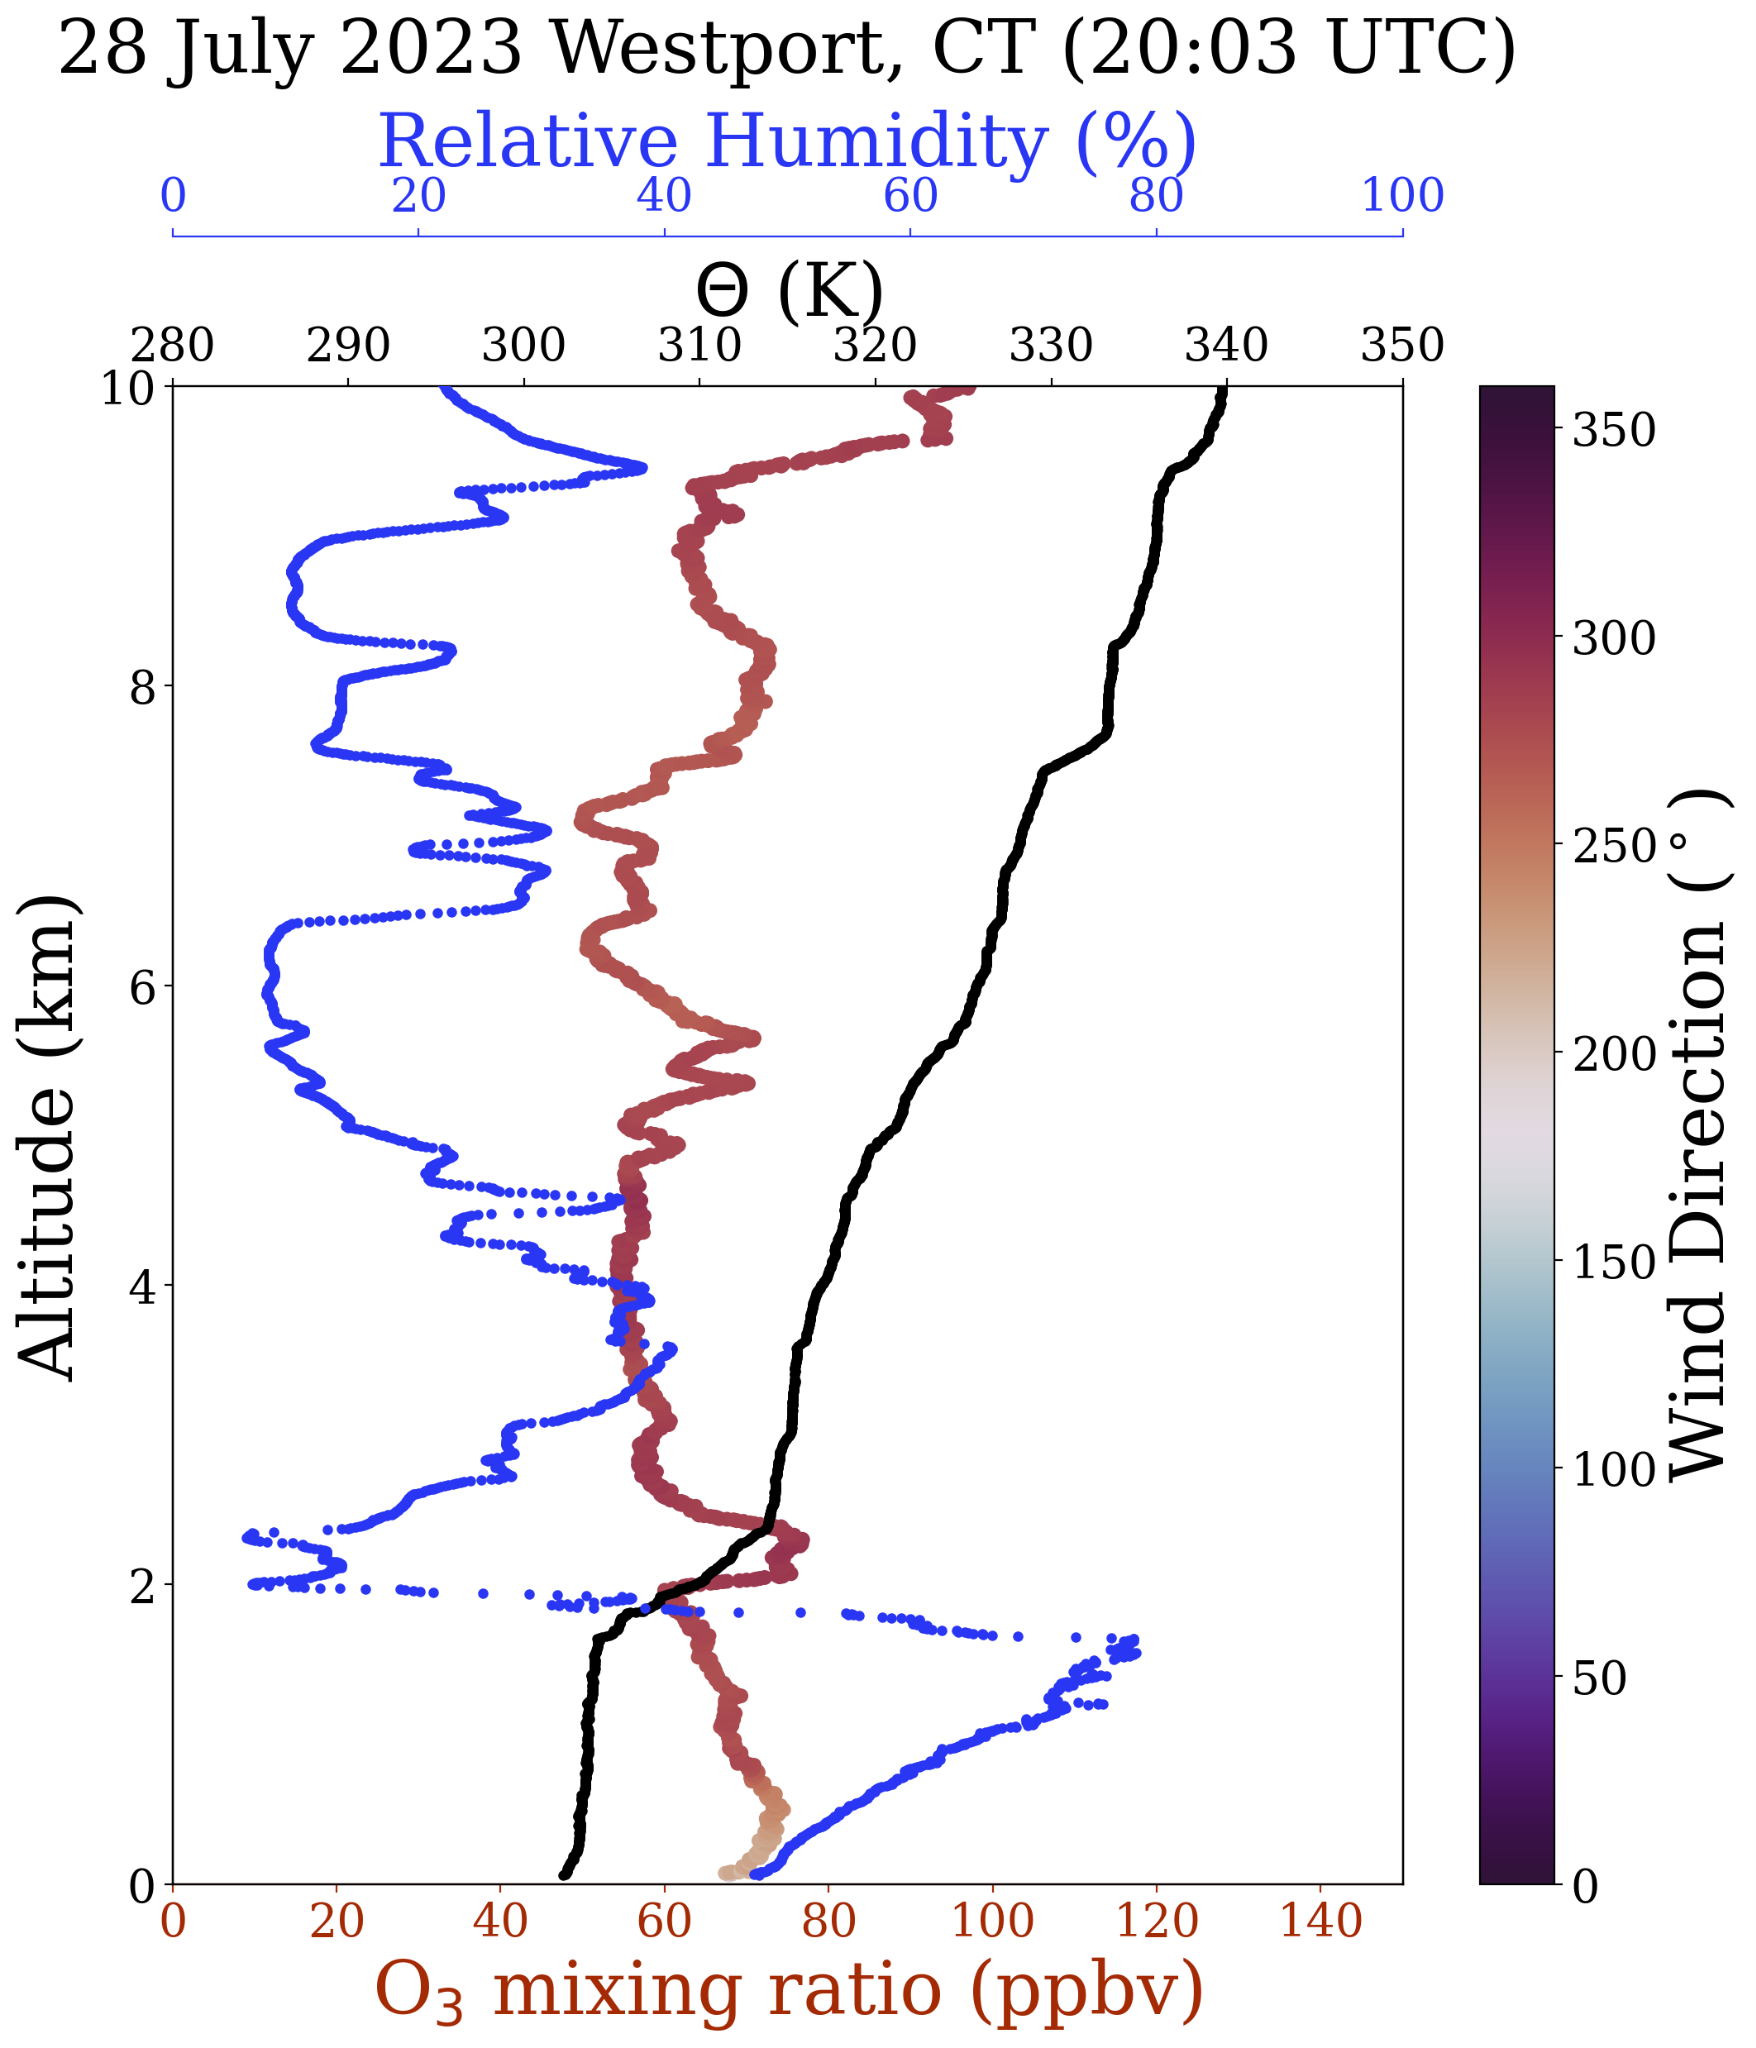 28 July 2023 Westport, CT (20:03 UTC)
Relative Humidity (%)
0 20 40 60 80 100
Θ (K)
280 290 300 310 320 330 340 350
10
8
6
4
2
0
Altitude (km)
0 20 40 60 80 100 120 140
O₃ mixing ratio (ppbv)
350
300
250
200
150
100
50
0
Wind Direction (°)